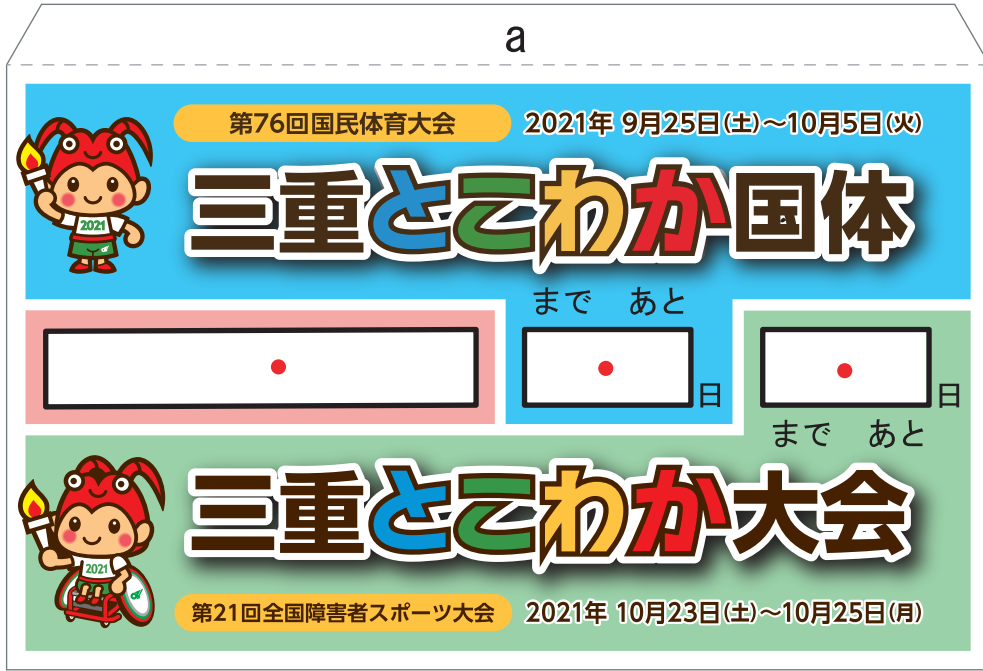 a
第76回国民体育大会 2021年 9月25日(土)～10月5日(火)
三重とこわか国体
2021
まで あと
日
日
まで あと
三重とこわか大会
2021
第21回全国障害者スポーツ大会 2021年 10月23日(土)～10月25日(月)